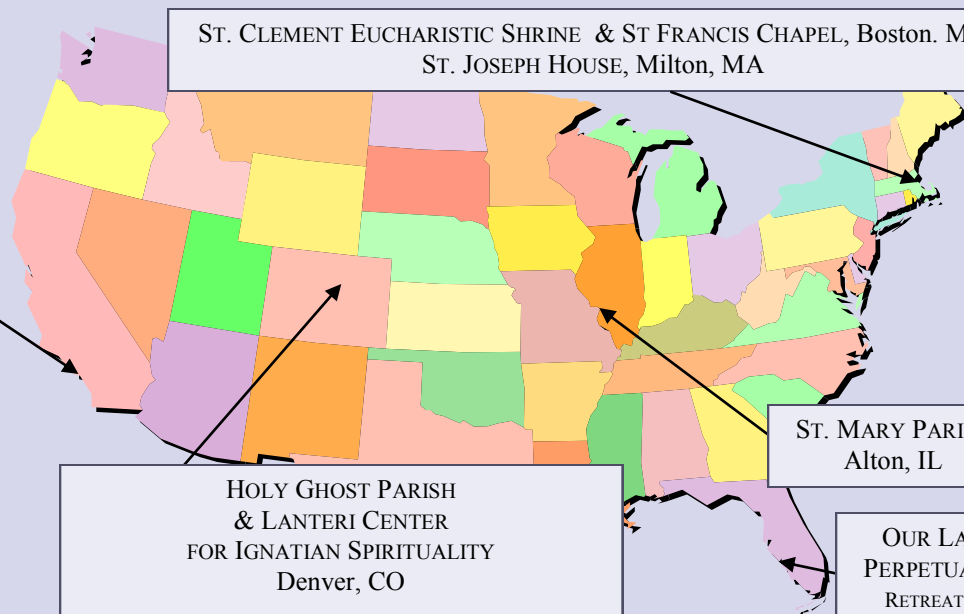 ST. CLEMENT EUCHARISTIC SHRINE & ST FRANCIS CHAPEL, Boston. M
ST. JOSEPH HOUSE, Milton, MA
ST. MARY PARI
Alton, IL
HOLY GHOST PARISH
& LANTERI CENTER
FOR IGNATIAN SPIRITUALITY
Denver, CO
OUR LA
PERPETUA
RETREAT